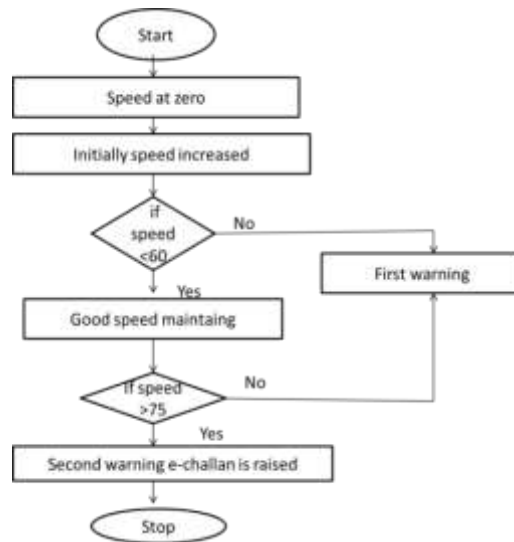 Start
Speed at zero
Initially speed increased
if
speed
<60
No
First warning
Yes
Good speed maintaing
If speed
>75
No
Yes
Second warning e-challan is raised
Stop